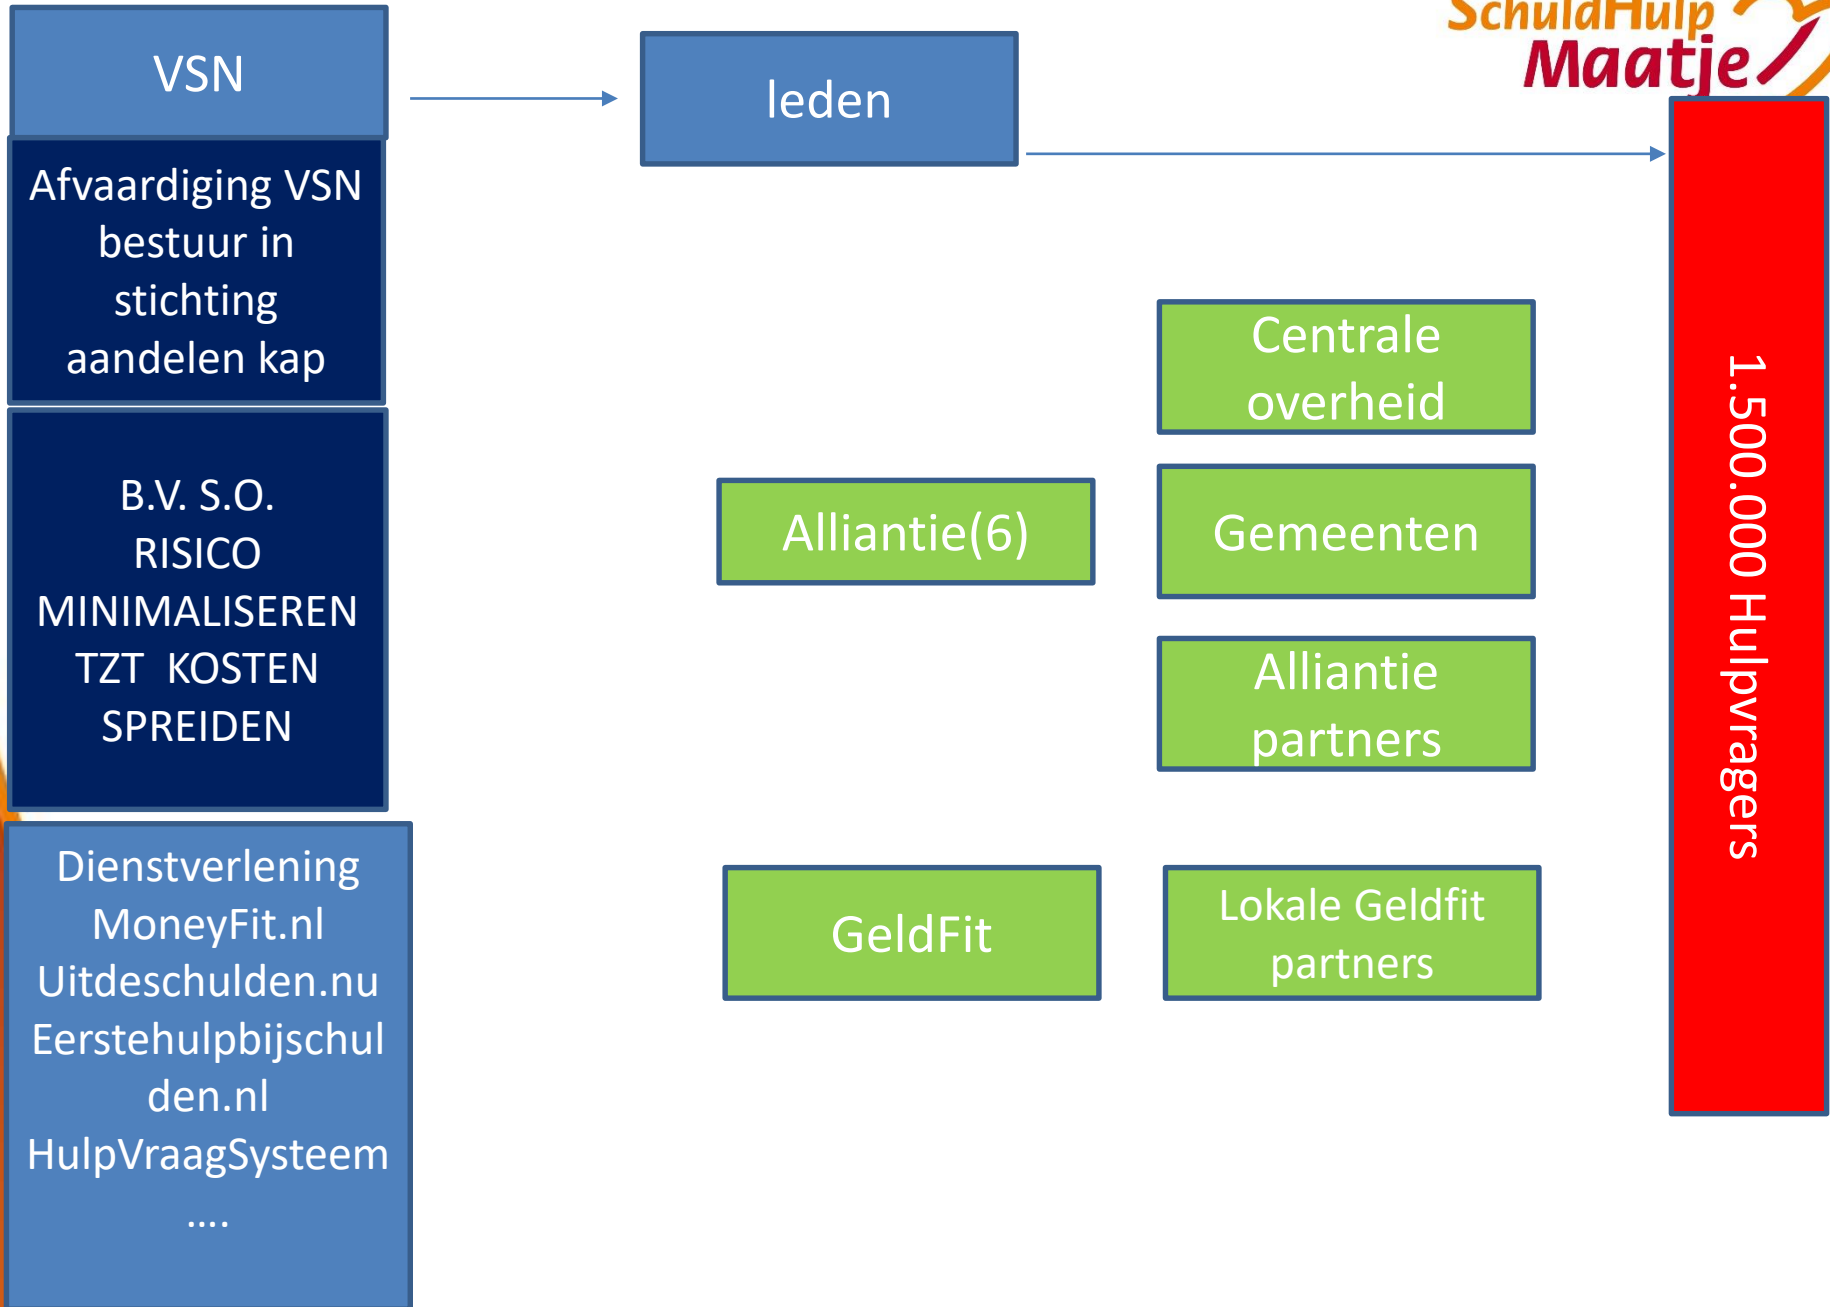 SchuldHulp
Maatje
VSN
leden
Afvaardiging VSN
bestuur in
stichting
aandelen kap
B.V. S.O.
RISICO
MINIMALISEREN
TZT KOSTEN
SPREIDEN
Dienstverlening
MoneyFit.nl
Uitdeschulden.nu
Eerstehulpbijschul
den.nl
HulpVraagSysteem
....
Centrale
overheid
Alliantie(6)
Gemeenten
Alliantie
partners
GeldFit
Lokale Geldfit
partners
1.500.000 Hulpvragers